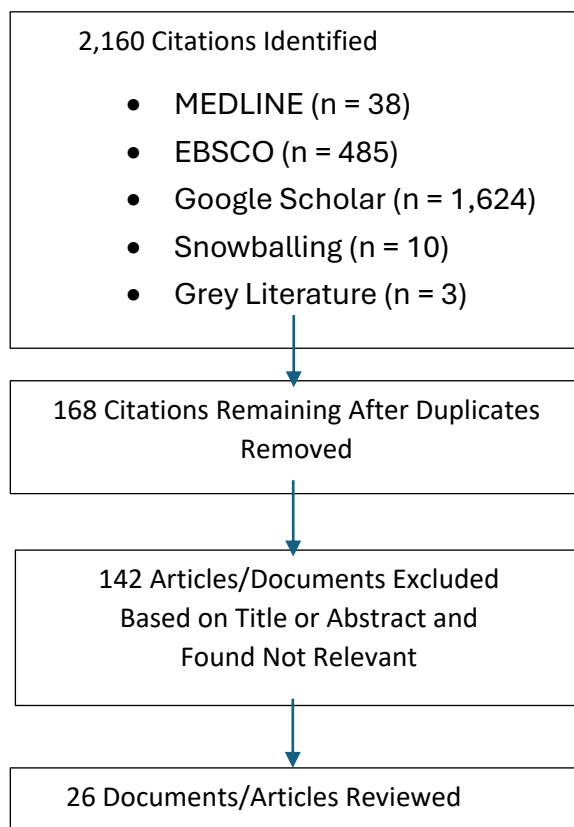 2,160 Citations Identified
• MEDLINE (n = 38)
• EBSCO (n = 485)
• Google Scholar (n = 1,624)
• Snowballing (n = 10)
• Grey Literature (n = 3)
168 Citations Remaining After Duplicates
Removed
142 Articles/Documents Excluded
Based on Title or Abstract and
Found Not Relevant
26 Documents/Articles Reviewed